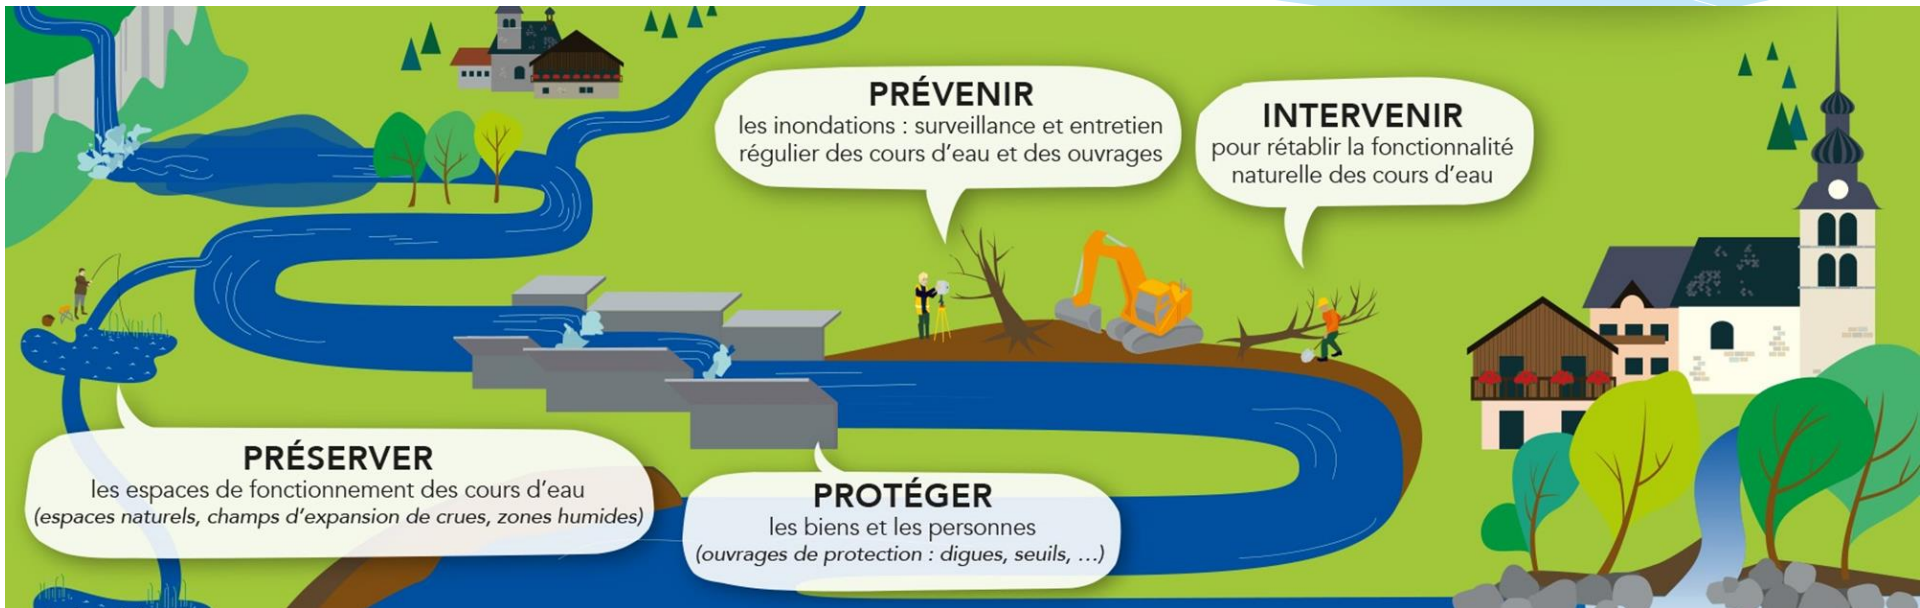 PRÉVENIR
les inondations : surveillance et entretien
régulier des cours d'eau et des ouvrages
INTERVENIR
pour rétablir la fonctionnalité
naturelle des cours d'eau
PRÉSERVER
les espaces de fonctionnement des cours d'eau
(espaces naturels, champs d'expansion de crues, zones humides)
PROTÉGER
les biens et les personnes
(ouvrages de protection : digues, seuils, ...)